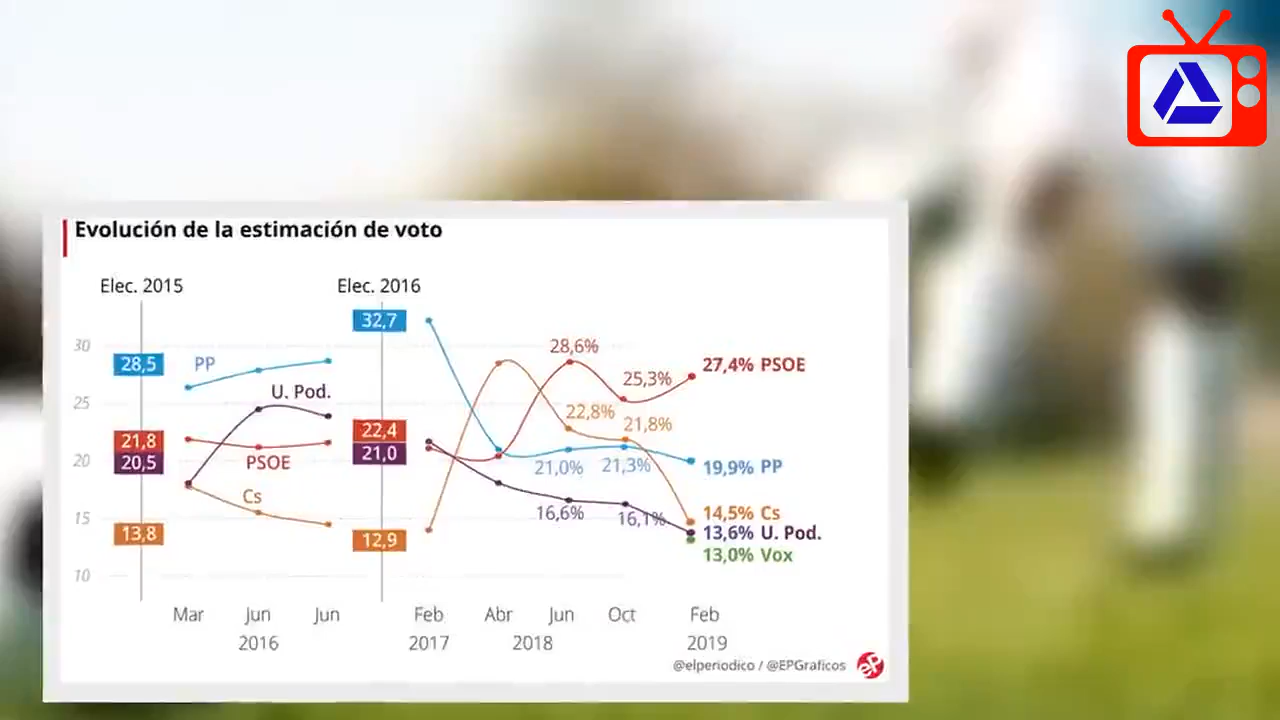 Evolución de la estimación de voto
Elec. 2015
Elec. 2016
30
25
20
15
10
28,5
21,8
20,5
13,8
PP
U. Pod.
PSOE
Cs
32,7
22,4
21,0
12,9
28,6%
25,3%
22,8%
21,8%
21,0%
21,3%
16,6%
16,1%
27,4% PSOE
19,9% PP
14,5% Cs
13,6% U. Pod.
13,0% Vox
Mar Jun Jun Feb Abr Jun Oct Feb
2016 2017 2018 2019
@elperiodico / @EPGraficos eP